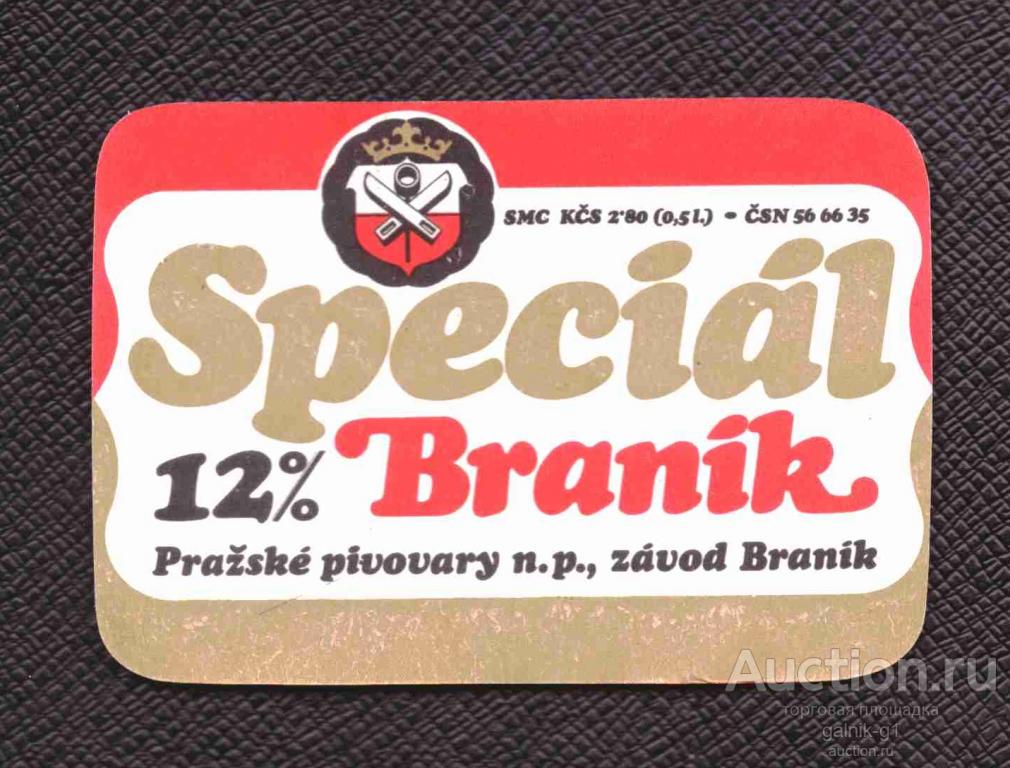 SMC KČS 2'80 (0,5 l.) • ČSN 56 66 35
Speciál
12% Braník
Pražské pivovary n.p., závod Braník
Auction.ru
торговая площадка
galnik-g1
auction.ru